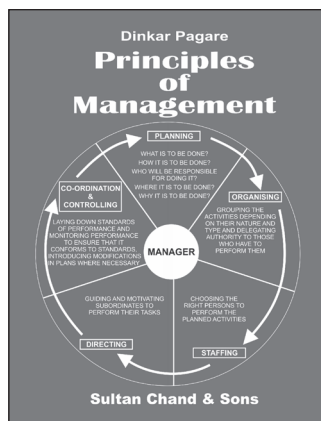 Dinkar Pagare
Principles
of
Management
PLANNING
WHAT IS TO BE DONE?
HOW IT IS TO BE DONE?
WHO WILL BE RESPONSIBLE
FOR DOING IT?
WHERE IT IS TO BE DONE?
WHY IT IS TO BE DONE?
ORGANISING
GROUPING THE
ACTIVITIES DEPENDING
ON THEIR NATURE AND
TYPE AND DELEGATING
AUTHORITY TO THOSE
WHO HAVE TO
PERFORM THEM
STAFFING
CHOOSING THE
RIGHT PERSONS TO
PERFORM THE
PLANNED ACTIVITIES
DIRECTING
GUIDING AND MOTIVATING
SUBORDINATES TO
PERFORM THEIR TASKS
CO-ORDINATION
&
CONTROLLING
LAYING DOWN STANDARDS
OF PERFORMANCE AND
MONITORING PERFORMANCE
TO ENSURE THAT IT
CONFORMS TO STANDARDS,
INTRODUCING MODIFICATIONS
IN PLANS WHERE NECESSARY
MANAGER
Sultan Chand & Sons